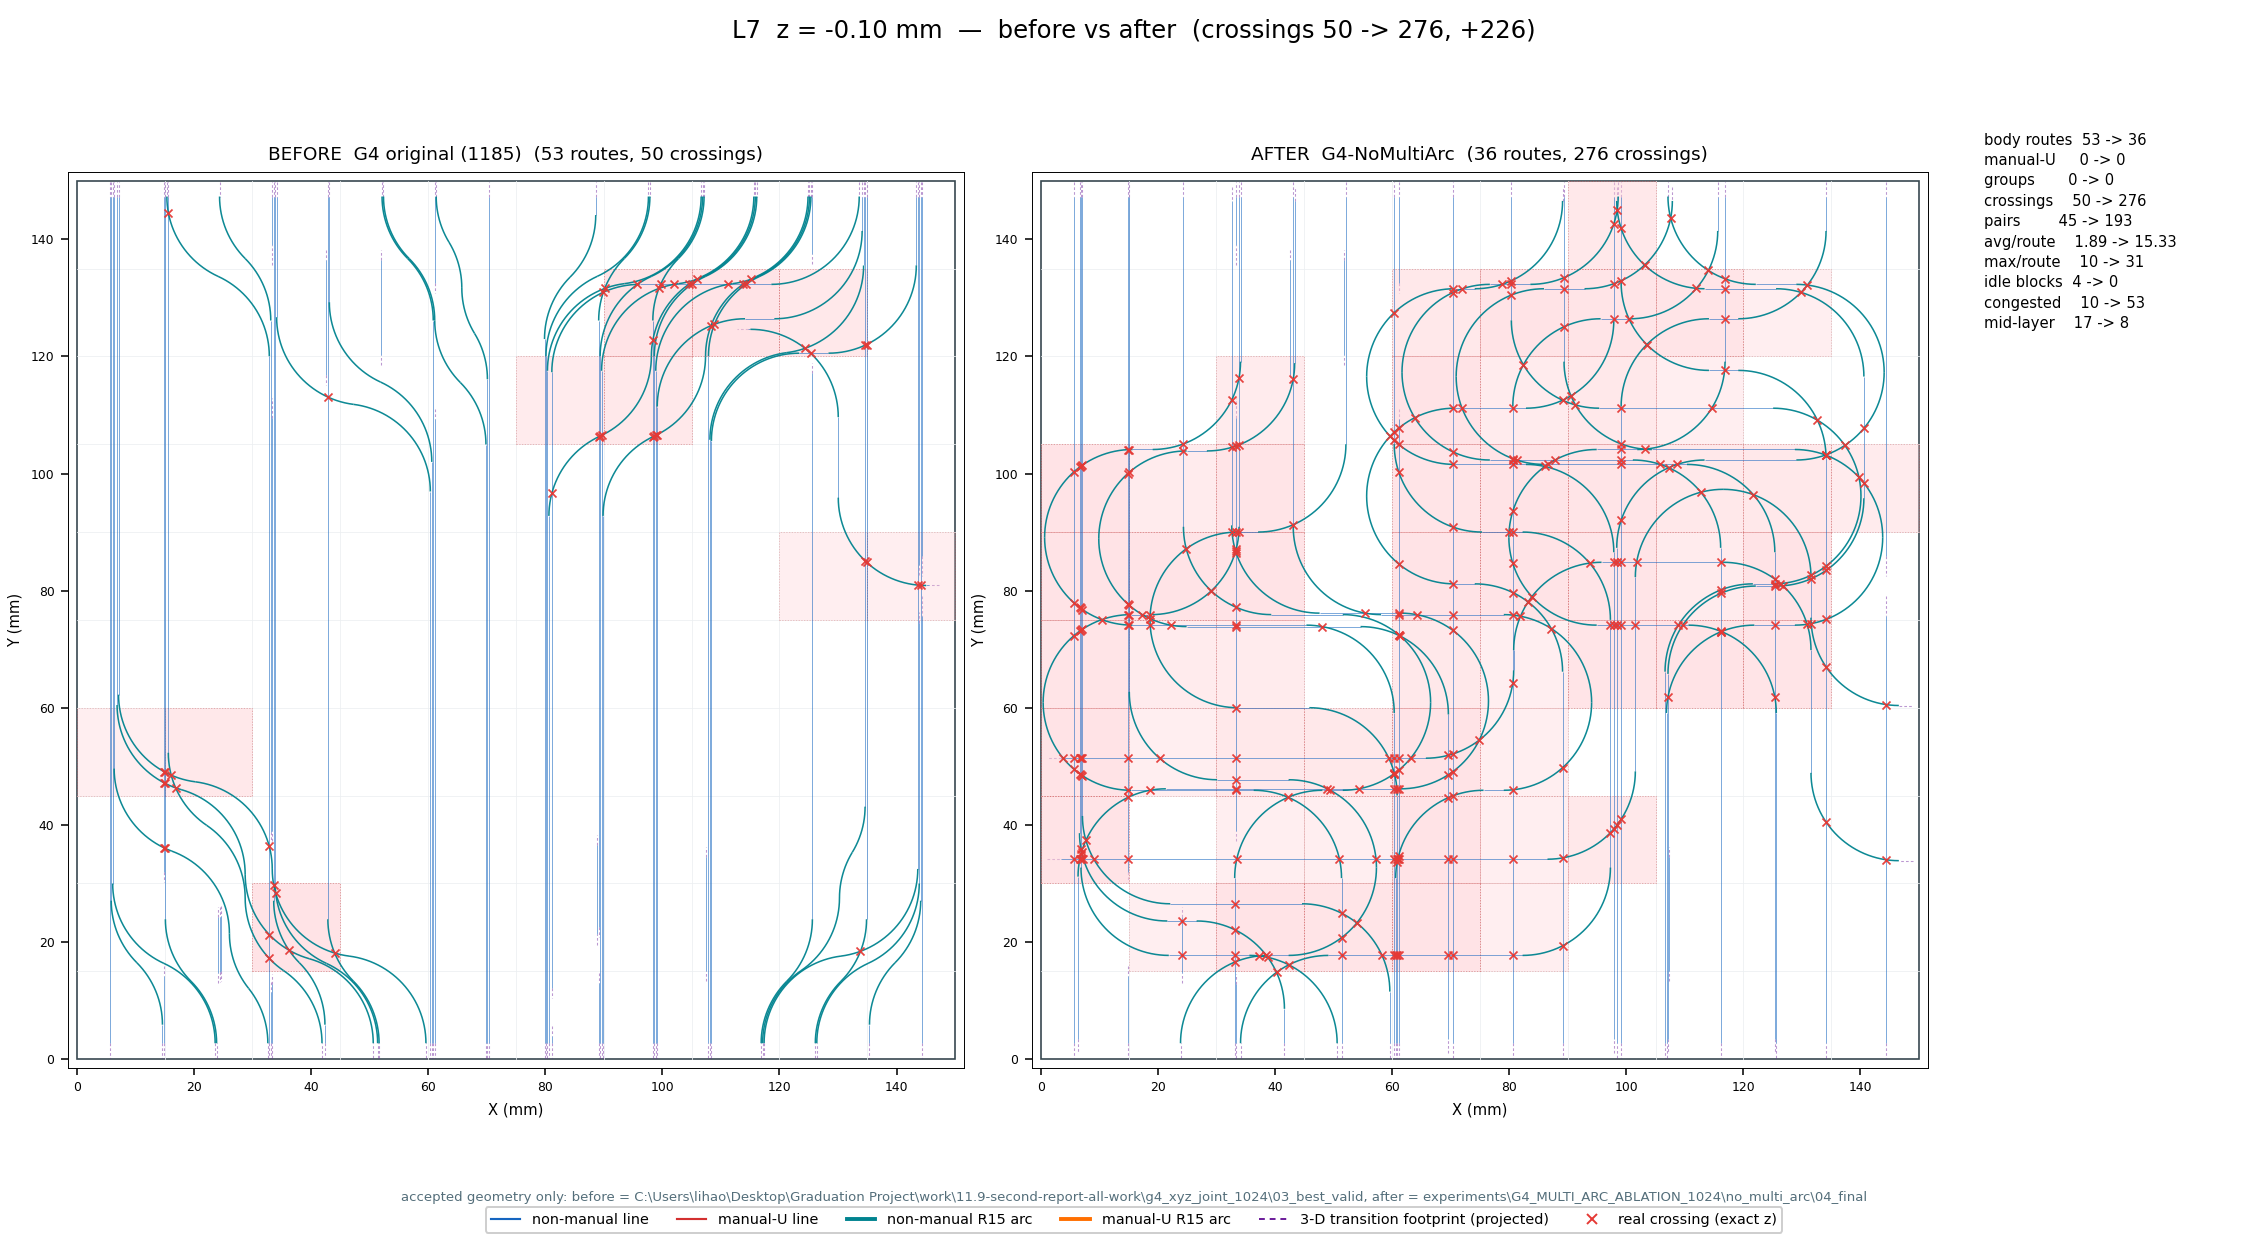 L7 z = -0.10 mm — before vs after (crossings 50 -> 276, +226)
BEFORE G4 original (1185) (53 routes, 50 crossings)
140
120
100
80
60
40
20
0
Y (mm)
0 20 40 60 80 100 120 140
X (mm)
AFTER G4-NoMultiArc (36 routes, 276 crossings)
140
120
100
80
60
40
20
0
Y (mm)
0 20 40 60 80 100 120 140
X (mm)
body routes 53 -> 36
manual-U 0 -> 0
groups 0 -> 0
crossings 50 -> 276
pairs 45 -> 193
avg/route 1.89 -> 15.33
max/route 10 -> 31
idle blocks 4 -> 0
congested 10 -> 53
mid-layer 17 -> 8
accepted geometry only: before = C:\Users\lihao\Desktop\Graduation Project\work\11.9-second-report-all-work\g4_xyz_joint_1024\03_best_valid, after = experiments\G4_MULTI_ARC_ABLATION_1024\no_multi_arc\04_final
non-manual line manual-U line non-manual R15 arc manual-U R15 arc 3-D transition footprint (projected) real crossing (exact z)